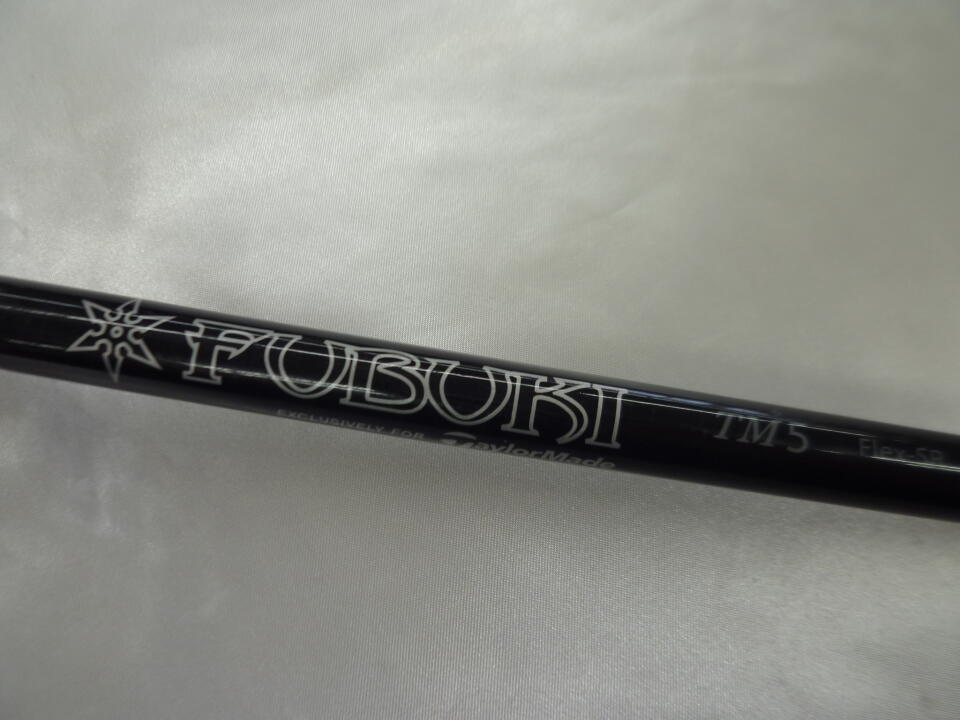 FUBUKI TM5 Flex-SR
EXCLUSIVELY FOR TaylorMade